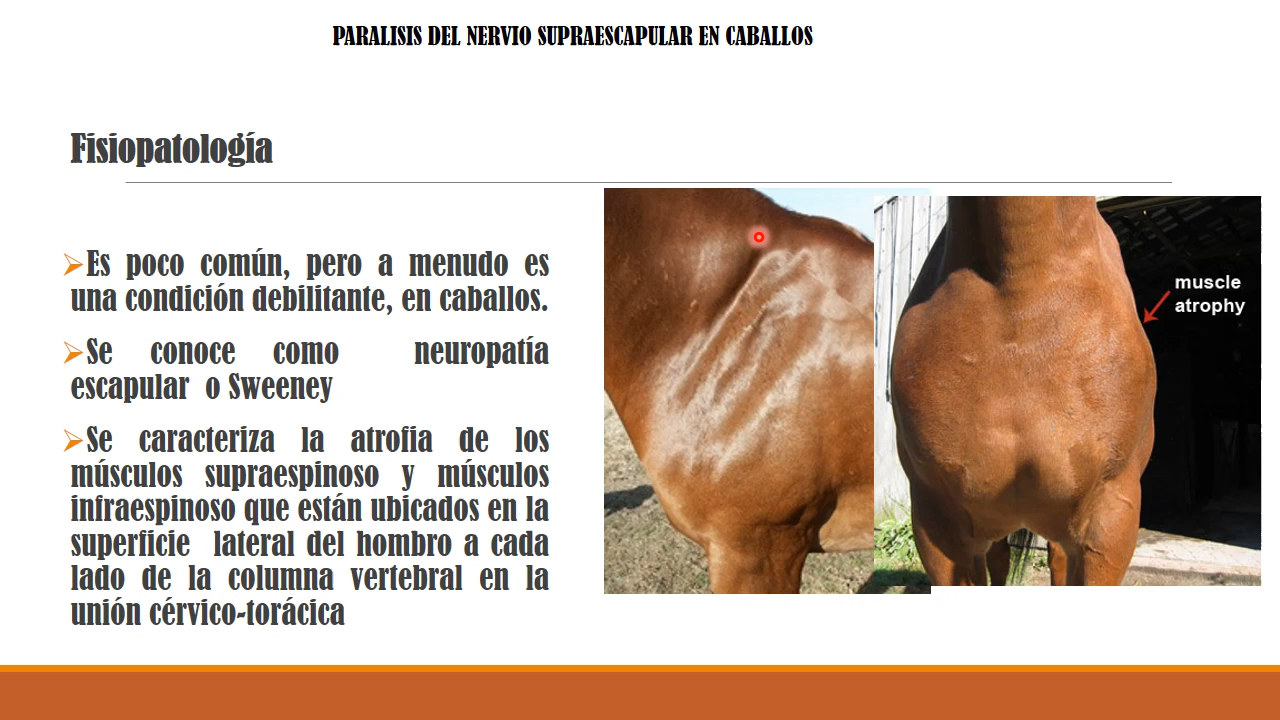 PARALISIS DEL NERVIO SUPRAESCAPULAR EN CABALLOS
Fisiopatología
Es poco común, pero a menudo es
una condición debilitante, en caballos.
Se conoce como neuropatía
escapular o Sweeney
Se caracteriza la atrofia de los
músculos supraespinoso y músculos
infraespinoso que están ubicados en la
superficie lateral del hombro a cada
lado de la columna vertebral en la
unión cérvico-torácica
muscle
atrophy